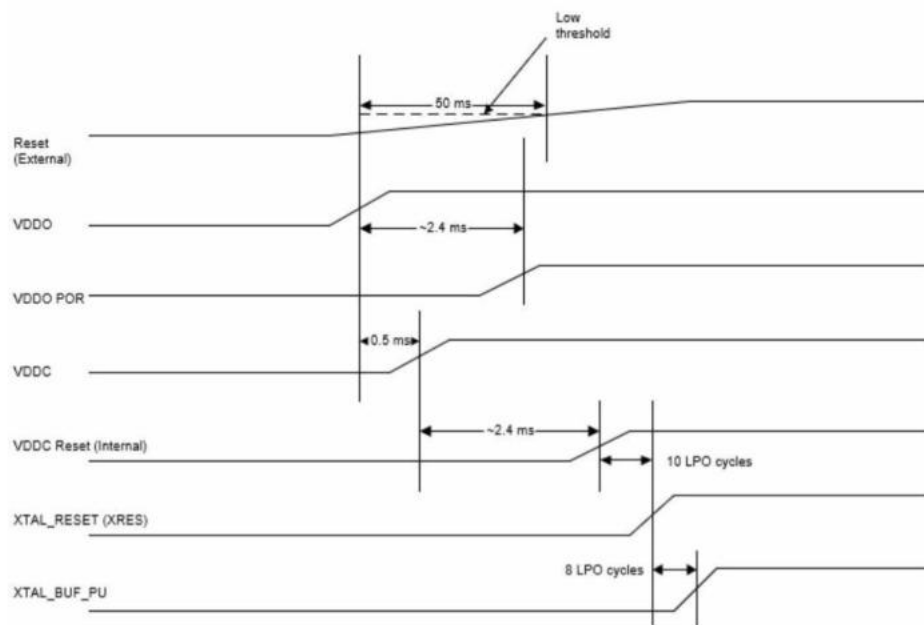 Low
threshold
50 ms
Reset
(External)
VDDO
~2.4 ms
VDDO POR
0.5 ms
VDDC
~2.4 ms
VDDC Reset (Internal)
10 LPO cycles
XTAL_RESET (XRES)
8 LPO cycles
XTAL_BUF_PU